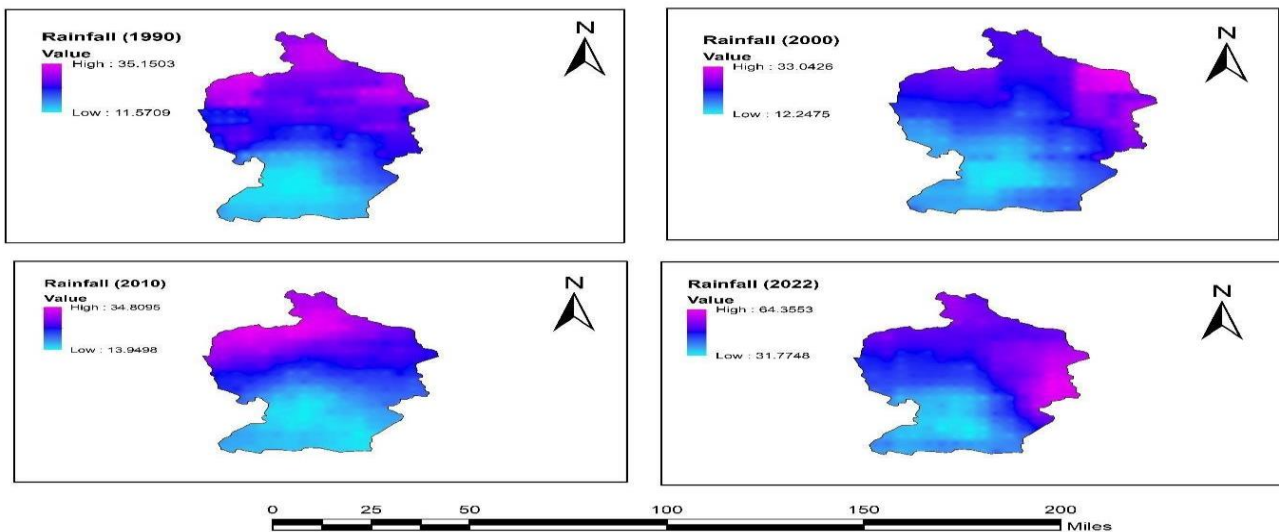 Rainfall (1990)
Value
High : 35.1503
Low : 11.5709
N
Rainfall (2000)
Value
High : 33.0426
Low : 12.2475
N
Rainfall (2010)
Value
High : 34.8095
Low : 13.9498
N
Rainfall (2022)
Value
High : 64.3553
Low : 31.7748
N
0 25 50 100 150 200
Miles